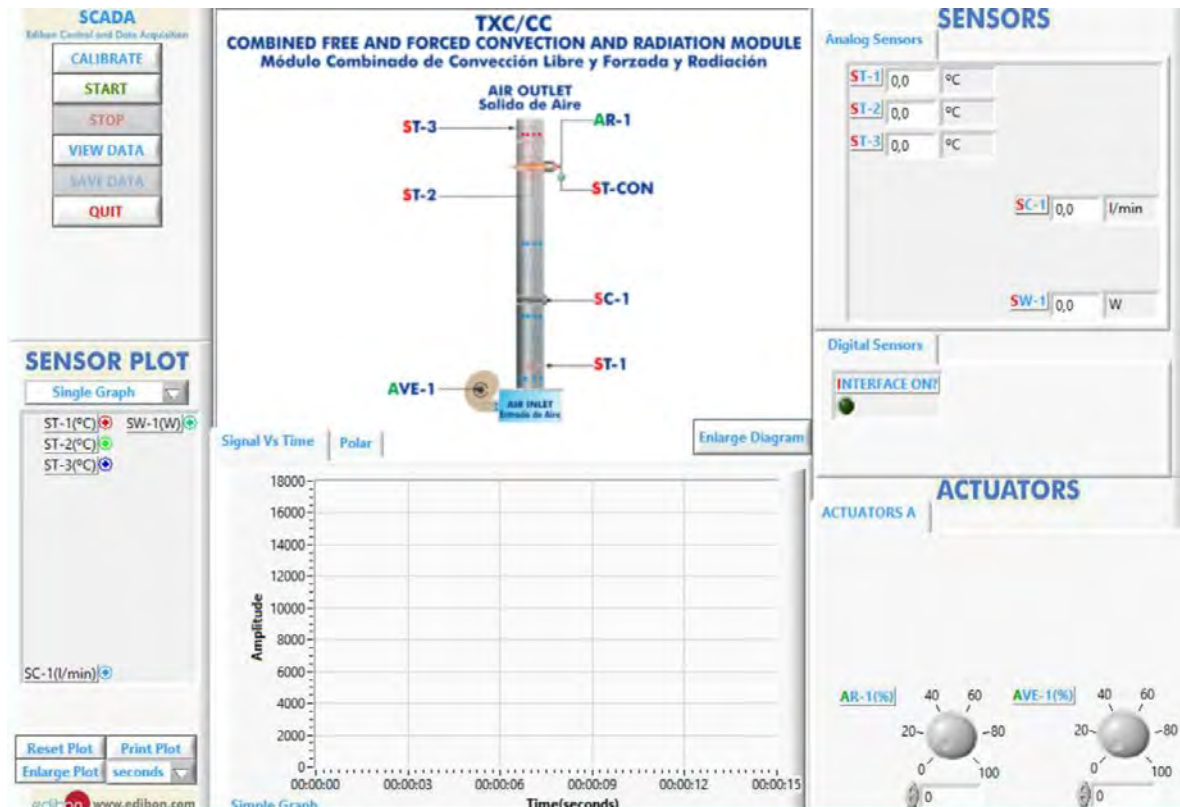 SCADA
Edibon Control and Data Acquisition
CALIBRATE
START
STOP
VIEW DATA
SAVE DATA
QUIT
TXC/CC
COMBINED FREE AND FORCED CONVECTION AND RADIATION MODULE
Módulo Combinado de Convección Libre y Forzada y Radiación
AIR OUTLET
Salida de Aire
ST-3
AR-1
ST-2
ST-CON
SC-1
ST-1
AVE-1
AIR INLET
Entrada de Aire
Enlarge Diagram
SENSORS
Analog Sensors
ST-1 0,0 ºC
ST-2 0,0 ºC
ST-3 0,0 ºC
SC-1 0,0 l/min
SW-1 0,0 W
Digital Sensors
INTERFACE ON?
SENSOR PLOT
Single Graph
ST-1(ºC) SW-1(W)
ST-2(ºC)
ST-3(ºC)
SC-1(l/min)
Reset Plot Print Plot
Enlarge Plot seconds
edibon www.edibon.com
Signal Vs Time Polar
18000
16000
14000
12000
10000
8000
6000
4000
2000
0
Amplitude
00:00:00 00:00:03 00:00:06 00:00:09 00:00:12 00:00:15
Simple Graph Time(seconds)
ACTUATORS
ACTUATORS A
AR-1(%) 40 60 AVE-1(%) 40 60
20 80 20 80
0 100 0 100
0 0